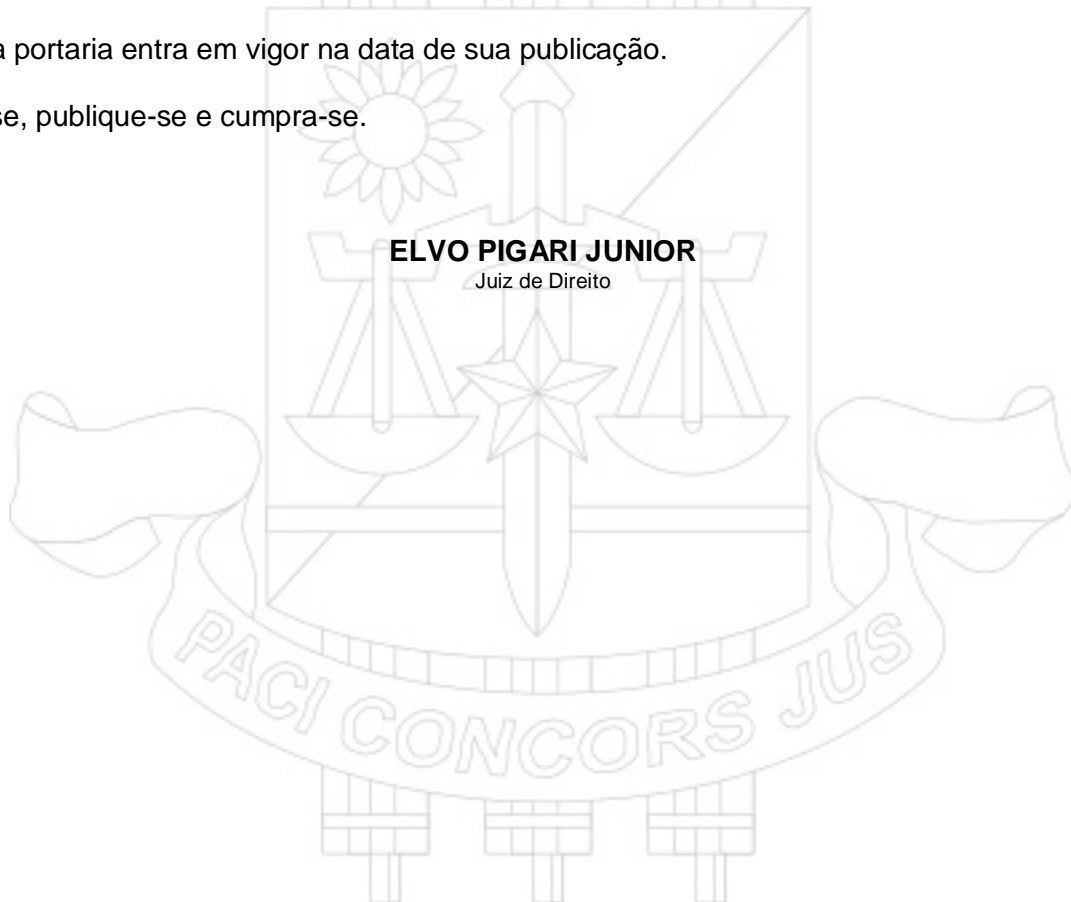 a portaria entra em vigor na data de sua publicação.
se, publique-se e cumpra-se.
ELVO PIGARI JUNIOR
Juiz de Direito
PACI CONCORS JUS